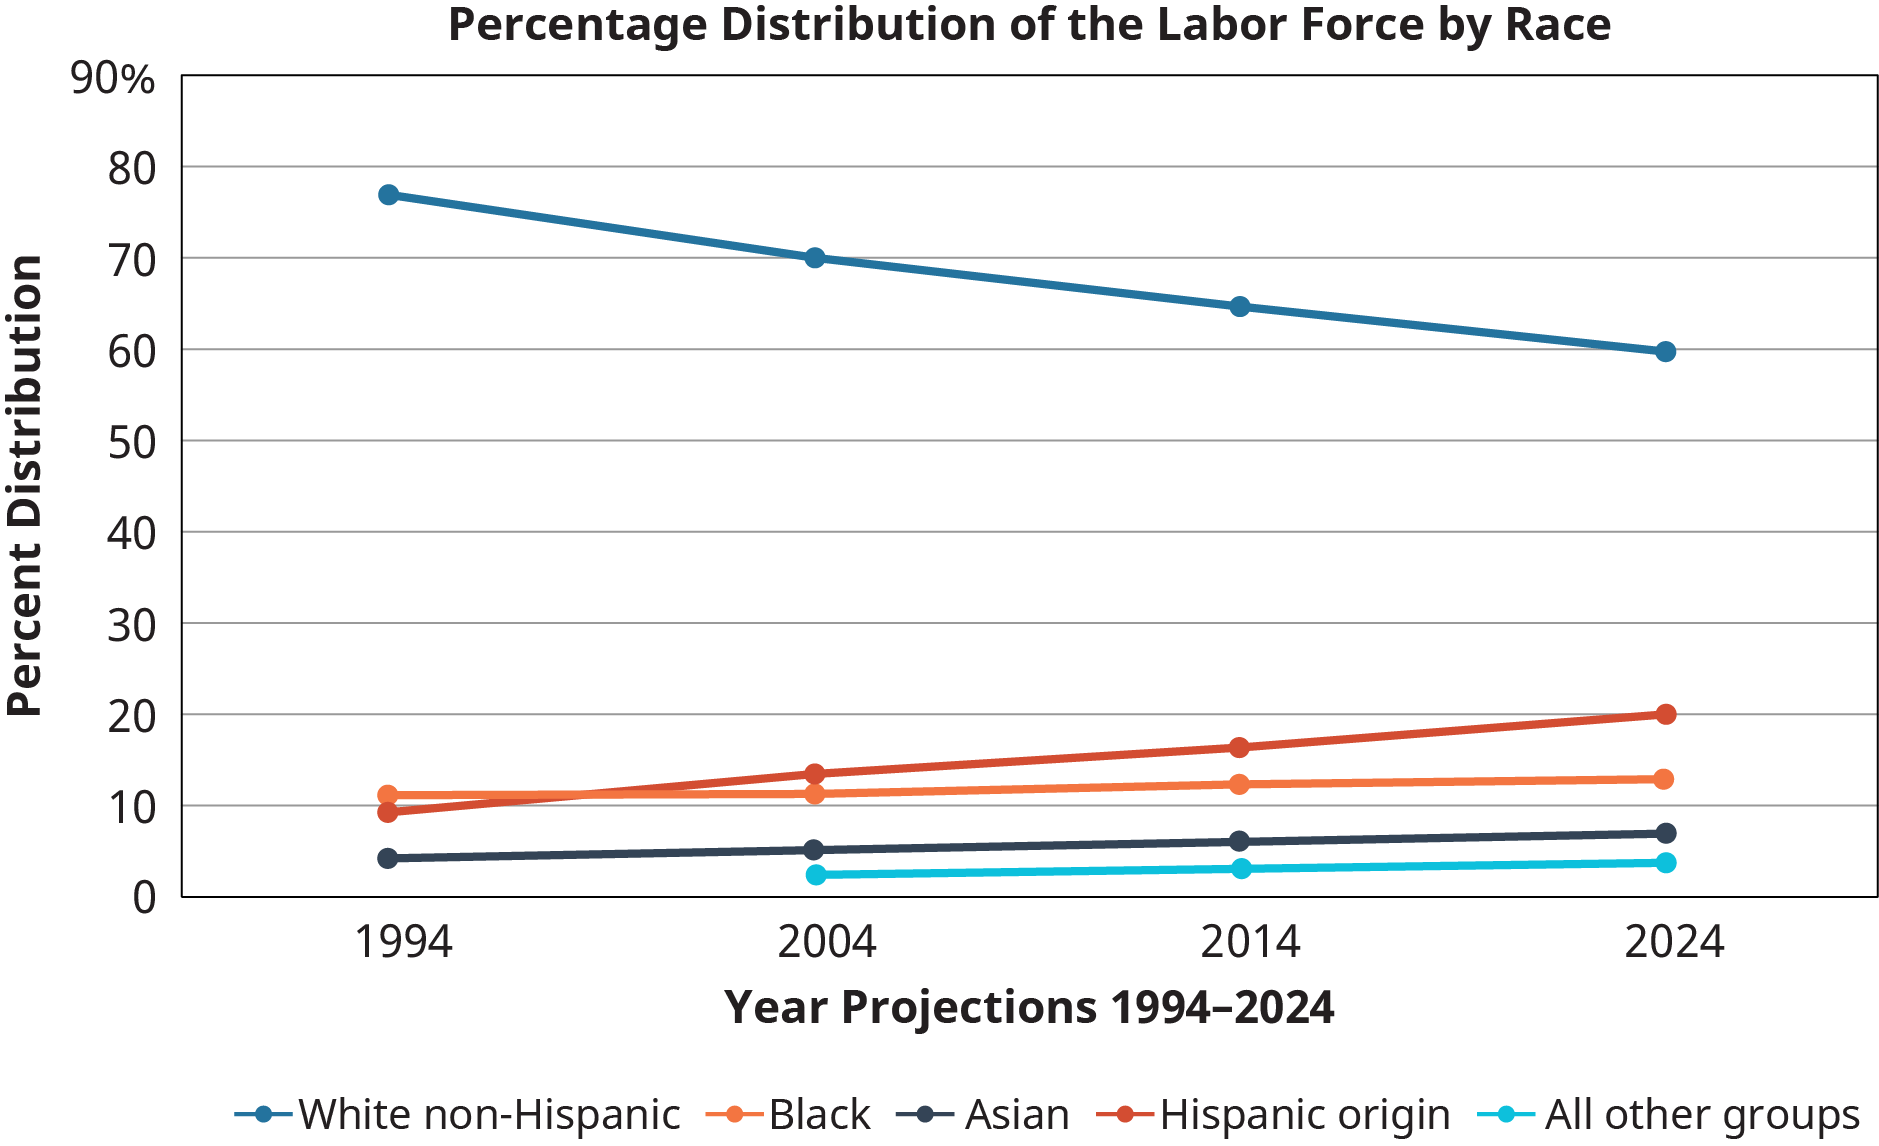 Percentage Distribution of the Labor Force by Race
90%
80
70
60
50
40
30
20
10
0
Percent Distribution
1994 2004 2014 2024
Year Projections 1994–2024
White non-Hispanic Black Asian Hispanic origin All other groups